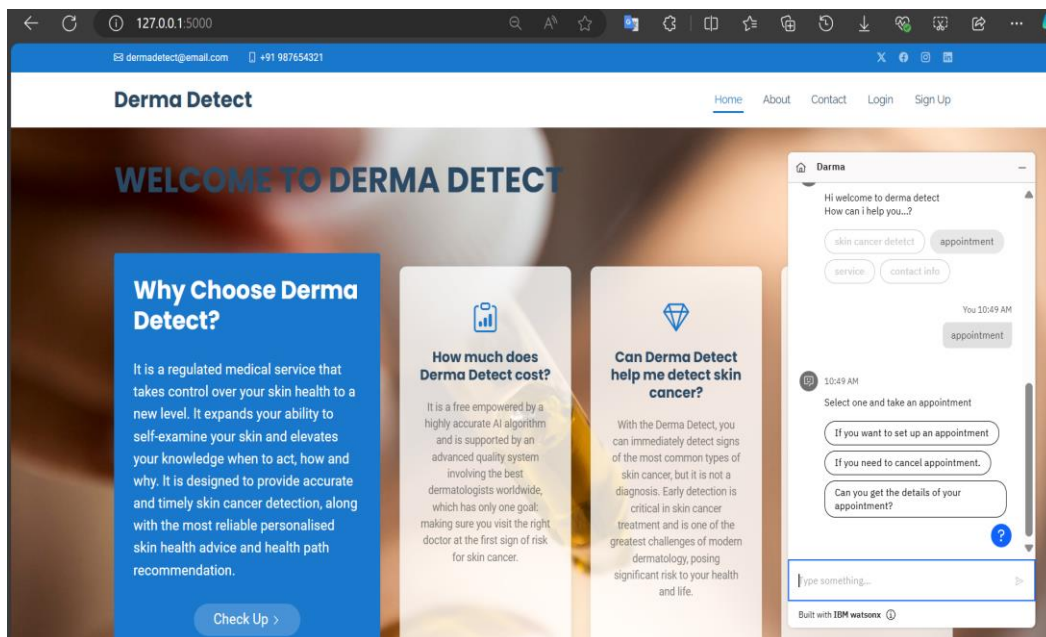 127.0.0.1:5000
dermadetect@email.com
+91 987654321
Derma Detect
Home About Contact Login Sign Up
WELCOME TO DERMA DETECT
Why Choose Derma
Detect?
It is a regulated medical service that
takes control over your skin health to a
new level. It expands your ability to
self-examine your skin and elevates
your knowledge when to act, how and
why. It is designed to provide accurate
and timely skin cancer detection, along
with the most reliable personalised
skin health advice and health path
recommendation.
Check Up >
How much does
Derma Detect cost?
It is a free empowered by a
highly accurate AI algorithm
and is supported by an
advanced quality system
involving the best
dermatologists worldwide,
which has only one goal:
making sure you visit the right
doctor at the first sign of risk
for skin cancer.
Can Derma Detect
help me detect skin
cancer?
With the Derma Detect, you
can immediately detect signs
of the most common types of
skin cancer, but it is not a
diagnosis. Early detection is
critical in skin cancer
treatment and is one of the
greatest challenges of modern
dermatology, posing
significant risk to your health
and life.
Darma
Hi welcome to derma detect
How can i help you...?
skin cancer detetct appointment
service contact info
You 10:49 AM
appointment
10:49 AM
Select one and take an appointment
If you want to set up an appointment
If you need to cancel appointment.
Can you get the details of your
appointment?
?
Type something...
Built with IBM watsonx